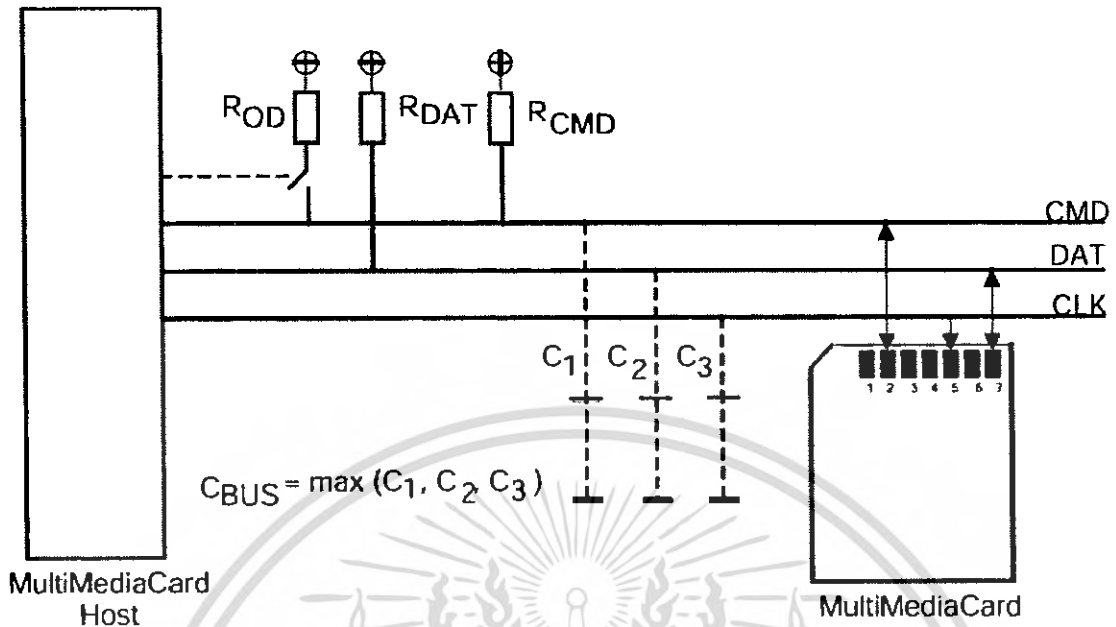 R_OD R_DAT R_CMD
CMD
DAT
CLK
C_1 C_2 C_3
1 2 3 4 5 6 7
C_BUS = max (C_1, C_2, C_3)
MultiMediaCard
Host
MultiMediaCard